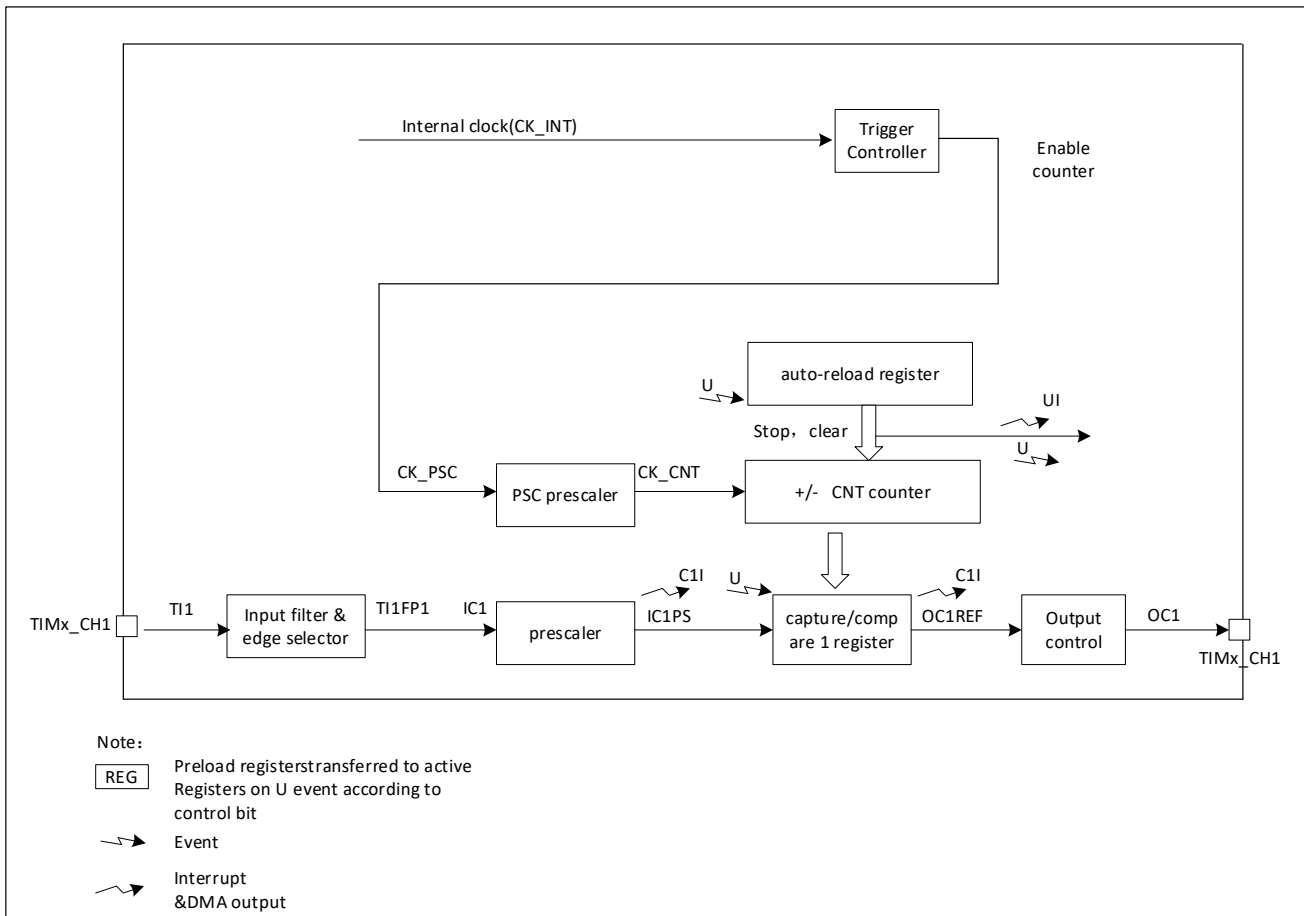 Internal clock(CK_INT)
Trigger
Controller
Enable
counter
auto-reload register
U
UI
Stop，clear
U
CK_PSC
CK_CNT
PSC prescaler
+/- CNT counter
C1I
U
C1I
TI1
TI1FP1
IC1
IC1PS
OC1REF
OC1
TIMx_CH1
Input filter &
edge selector
prescaler
capture/comp
are 1 register
Output
control
TIMx_CH1
Note：
REG
Preload registerstransferred to active
Registers on U event according to
control bit
Event
Interrupt
&DMA output